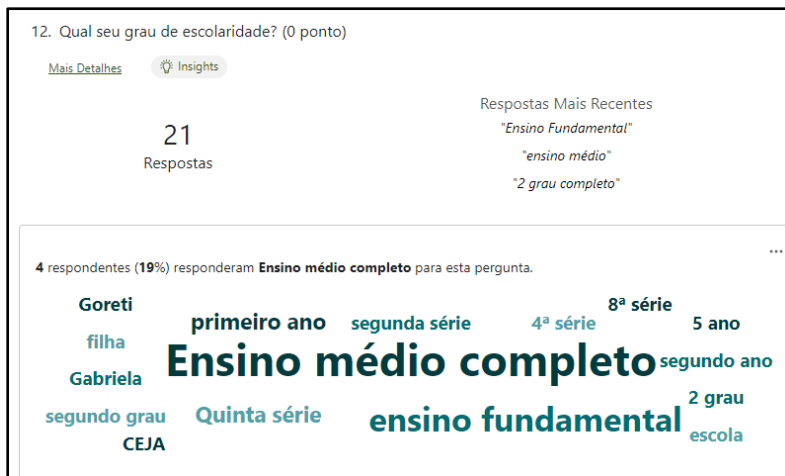 12. Qual seu grau de escolaridade? (0 ponto)
Mais Detalhes
Insights
21
Respostas
Respostas Mais Recentes
"Ensino Fundamental"
"ensino médio"
"2 grau completo"
...
4 respondentes (19%) responderam Ensino médio completo para esta pergunta.
Goreti
8ª série
primeiro ano
segunda série
4ª série
5 ano
filha
Ensino médio completo
segundo ano
Gabriela
2 grau
segundo grau
Quinta série
ensino fundamental
escola
CEJA